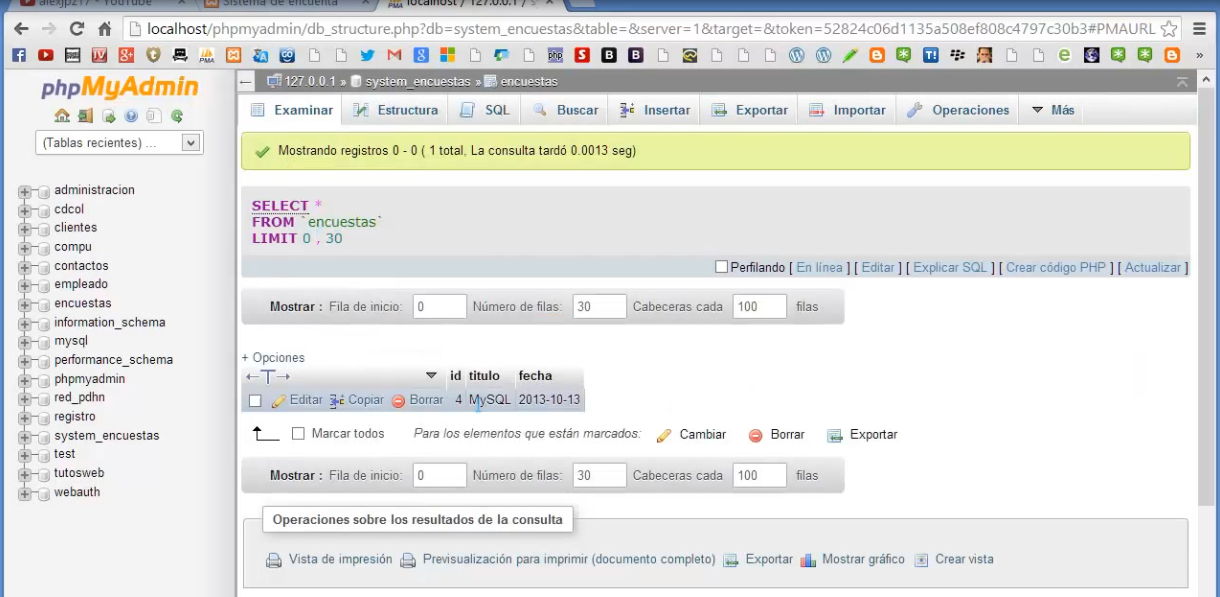 alexjp217 - YouTube × Sistema de encuenta × localhost / 127.0.0.1 / s ×
localhost/phpmyadmin/db_structure.php?db=system_encuestas&table=&server=1&target=&token=52824c06d1135a508ef808c4797c30b3#PMAURL
phpMyAdmin
(Tablas recientes) ...
administracion
cdcol
clientes
compu
contactos
empleado
encuestas
information_schema
mysql
performance_schema
phpmyadmin
red_pdhn
registro
system_encuestas
test
tutosweb
webauth
127.0.0.1 » system_encuestas » encuestas
Examinar Estructura SQL Buscar Insertar Exportar Importar Operaciones Más
Mostrando registros 0 - 0 ( 1 total, La consulta tardó 0.0013 seg)
SELECT *
FROM `encuestas`
LIMIT 0 , 30
Perfilando [ En línea ] [ Editar ] [ Explicar SQL ] [ Crear código PHP ] [ Actualizar ]
Mostrar : Fila de inicio: 0 Número de filas: 30 Cabeceras cada 100 filas
+ Opciones
←T→ id titulo fecha
Editar Copiar Borrar 4 MySQL 2013-10-13
Marcar todos Para los elementos que están marcados: Cambiar Borrar Exportar
Mostrar : Fila de inicio: 0 Número de filas: 30 Cabeceras cada 100 filas
Operaciones sobre los resultados de la consulta
Vista de impresión Previsualización para imprimir (documento completo) Exportar Mostrar gráfico Crear vista